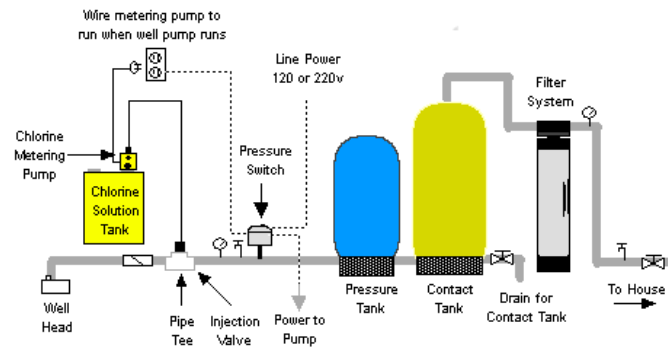 Wire metering pump to
run when well pump runs
Line Power
120 or 220v
Filter
System
Chlorine
Metering
Pump
Pressure
Switch
Chlorine
Solution
Tank
Well
Head
Pipe
Tee
Injection
Valve
Power to
Pump
Pressure
Tank
Contact
Tank
Drain for
Contact Tank
To House